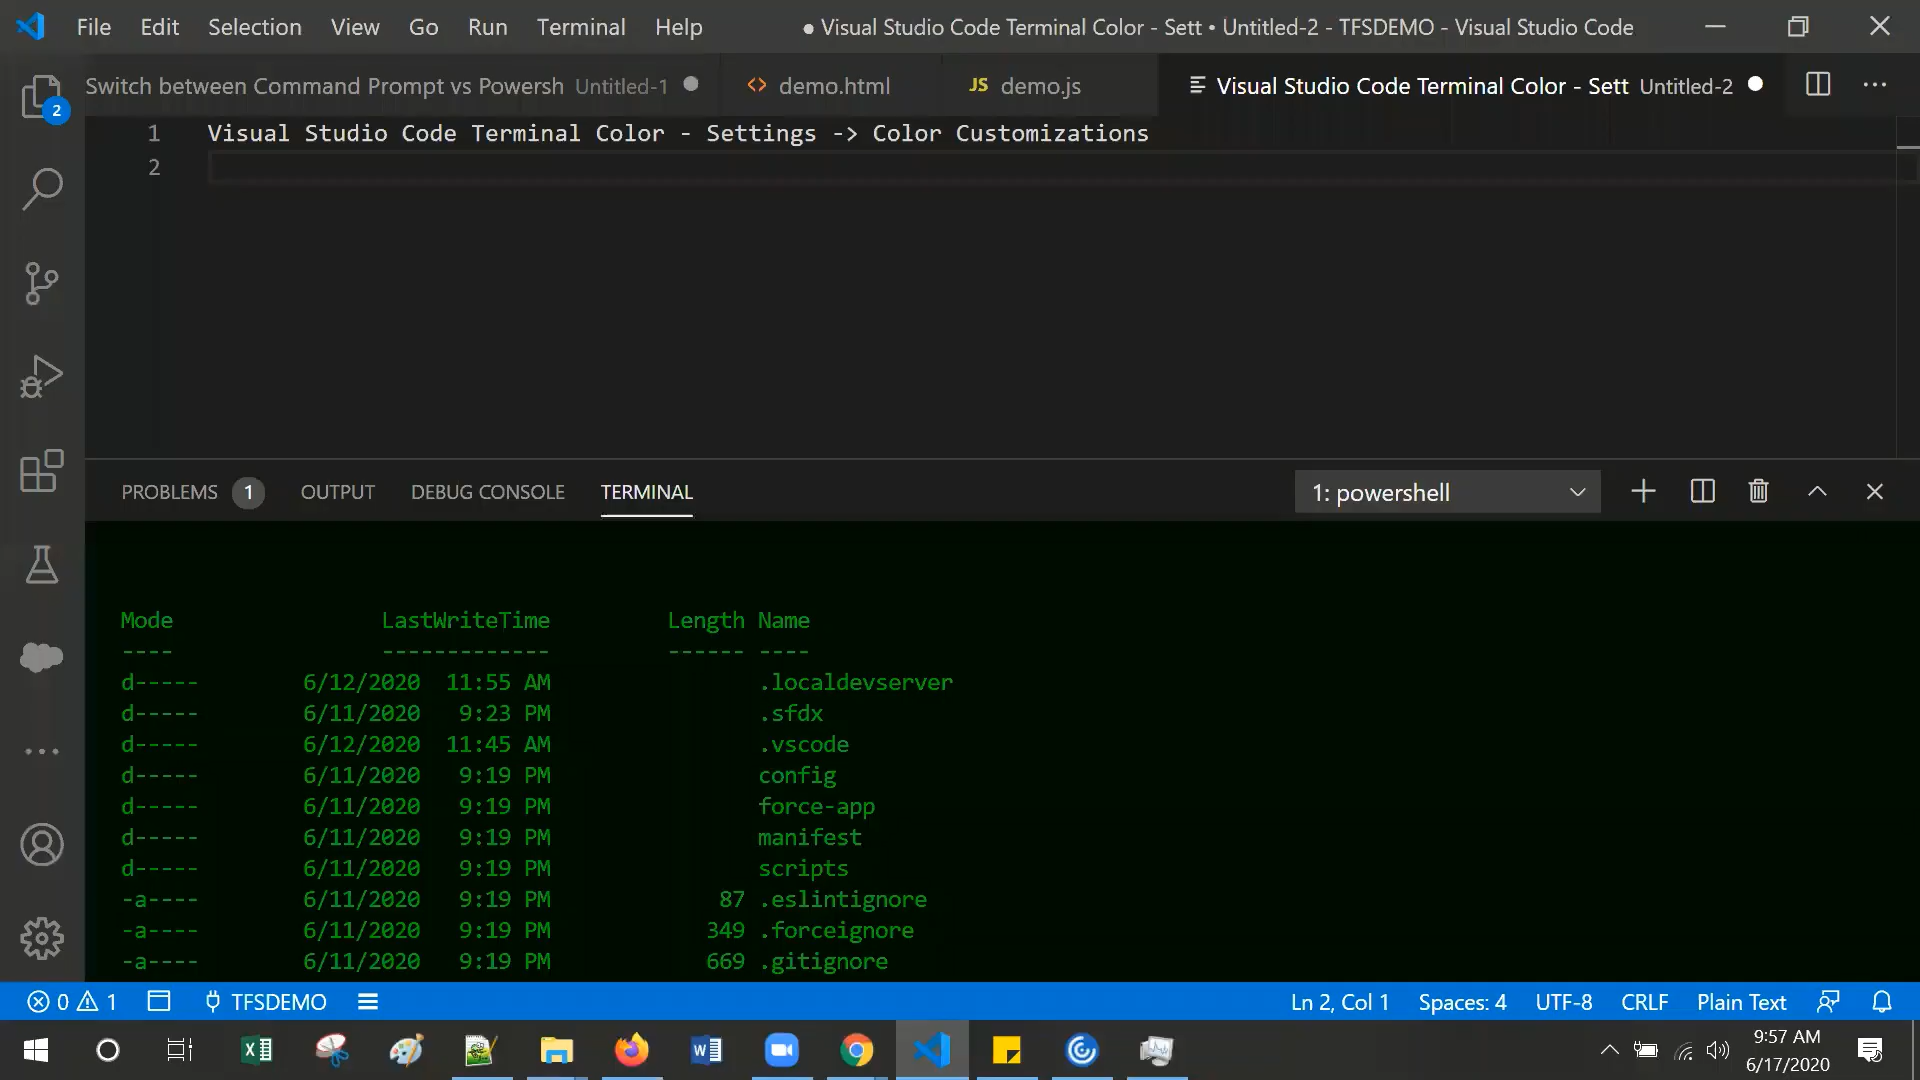 File Edit Selection View Go Run Terminal Help ● Visual Studio Code Terminal Color - Sett • Untitled-2 - TFSDEMO - Visual Studio Code
Switch between Command Prompt vs Powersh Untitled-1 ● <> demo.html JS demo.js Visual Studio Code Terminal Color - Sett Untitled-2 ●
1 Visual Studio Code Terminal Color - Settings -> Color Customizations
2
2
PROBLEMS 1 OUTPUT DEBUG CONSOLE TERMINAL 1: powershell
Mode LastWriteTime Length Name
---- ------------- ------ ----
d----- 6/12/2020 11:55 AM .localdevserver
d----- 6/11/2020 9:23 PM .sfdx
d----- 6/12/2020 11:45 AM .vscode
d----- 6/11/2020 9:19 PM config
d----- 6/11/2020 9:19 PM force-app
d----- 6/11/2020 9:19 PM manifest
d----- 6/11/2020 9:19 PM scripts
-a---- 6/11/2020 9:19 PM 87 .eslintignore
-a---- 6/11/2020 9:19 PM 349 .forceignore
-a---- 6/11/2020 9:19 PM 669 .gitignore
0 1 TFSDEMO Ln 2, Col 1 Spaces: 4 UTF-8 CRLF Plain Text
9:57 AM
6/17/2020